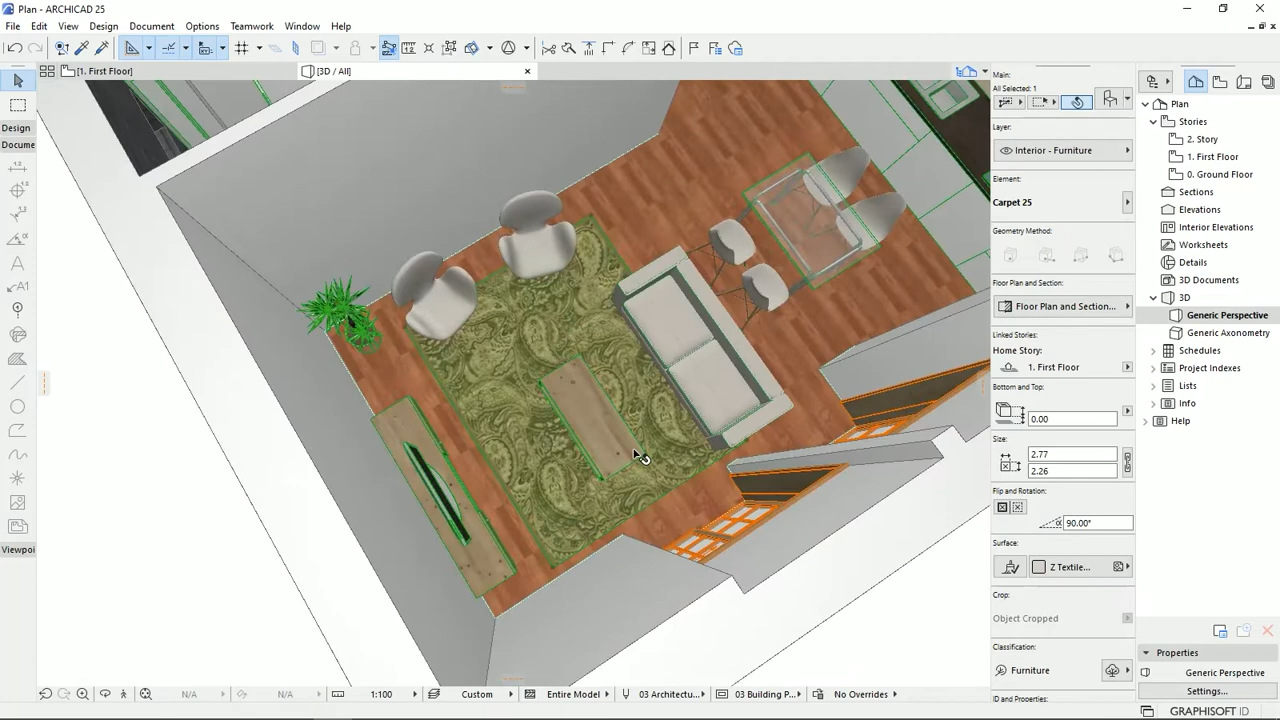 Plan - ARCHICAD 25
File Edit View Design Document Options Teamwork Window Help
[1. First Floor]
[3D / All]
Design
Docume
Viewpoi
Main:
All Selected: 1
Layer:
Interior - Furniture
Element:
Carpet 25
Geometry Method:
Floor Plan and Section:
Floor Plan and Section...
Linked Stories:
Home Story:
1. First Floor
Bottom and Top:
0.00
Size:
2.77
2.26
Flip and Rotation:
90.00°
Surface:
Z Textile...
Crop:
Object Cropped
Classification:
Furniture
ID and Properties:
Plan
Stories
2. Story
1. First Floor
0. Ground Floor
Sections
Elevations
Interior Elevations
Worksheets
Details
3D Documents
3D
Generic Perspective
Generic Axonometry
Schedules
Project Indexes
Lists
Info
Help
Properties
Generic Perspective
Settings...
N/A
N/A
1:100
Custom
Entire Model
03 Architectu...
03 Building P...
No Overrides
GRAPHISOFT ID